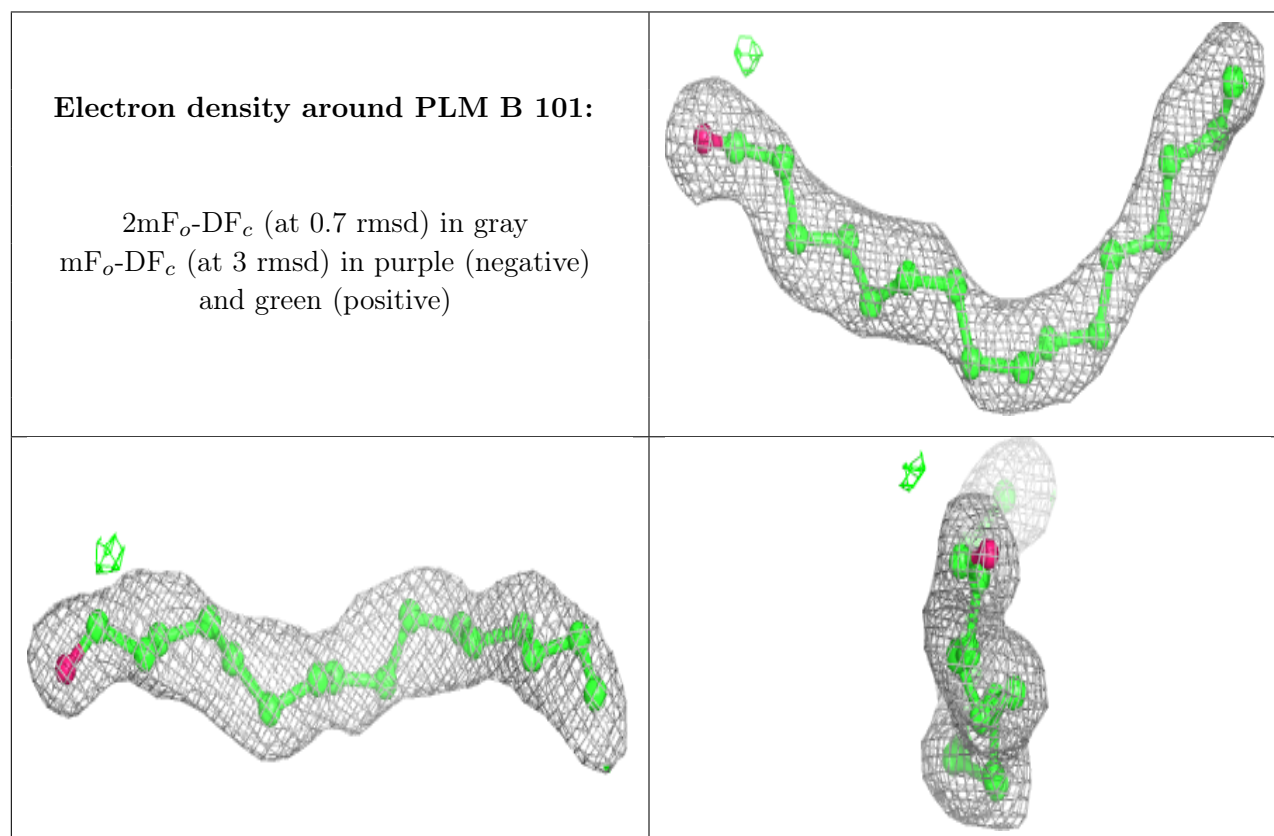 Electron density around PLM B 101:
2mFₒ-DF𝒸 (at 0.7 rmsd) in gray
mFₒ-DF𝒸 (at 3 rmsd) in purple (negative)
and green (positive)